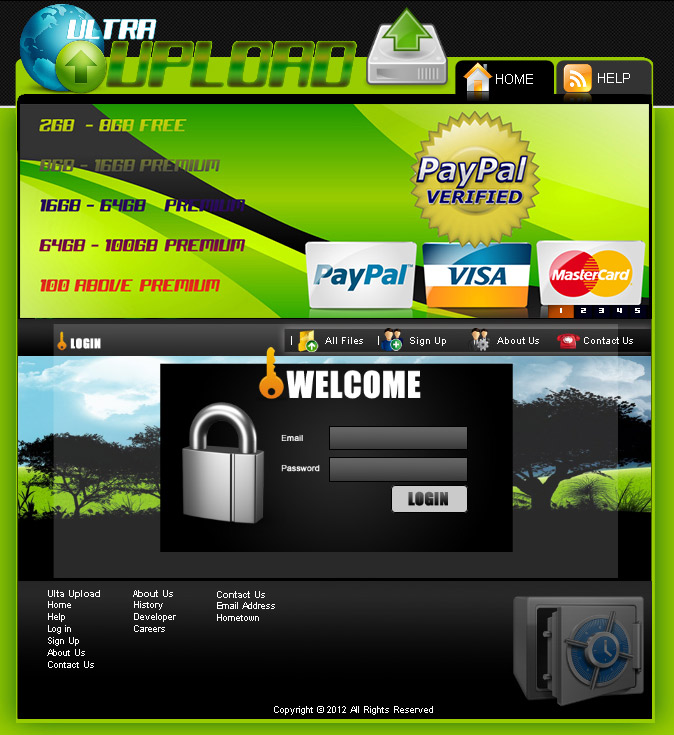 ULTRA
UPLOAD
HOME
HELP
2GB - 8GB FREE
8GB - 16GB PREMIUM
16GB - 64GB PREMIUM
64GB - 100GB PREMIUM
100 ABOVE PREMIUM
PayPal
VERIFIED
PayPal
VISA
MasterCard
1 2 3 4 5
LOGIN
All Files
Sign Up
About Us
Contact Us
WELCOME
Email
Password
LOGIN
Ulta Upload
Home
Help
Log in
Sign Up
About Us
Contact Us
About Us
History
Developer
Careers
Contact Us
Email Address
Hometown
Copyright © 2012 All Rights Reserved